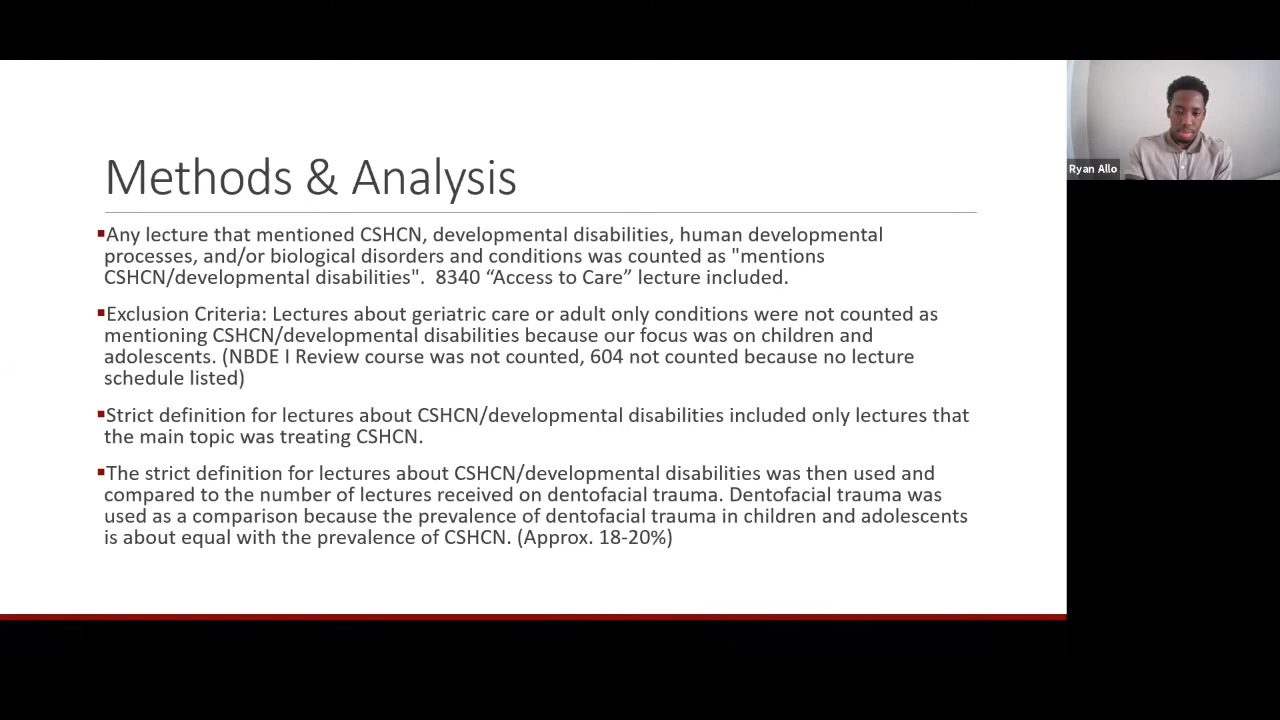 Methods & Analysis
▪Any lecture that mentioned CSHCN, developmental disabilities, human developmental
processes, and/or biological disorders and conditions was counted as "mentions
CSHCN/developmental disabilities".  8340 “Access to Care” lecture included.
▪Exclusion Criteria: Lectures about geriatric care or adult only conditions were not counted as
mentioning CSHCN/developmental disabilities because our focus was on children and
adolescents. (NBDE I Review course was not counted, 604 not counted because no lecture
schedule listed)
▪Strict definition for lectures about CSHCN/developmental disabilities included only lectures that
the main topic was treating CSHCN.
▪The strict definition for lectures about CSHCN/developmental disabilities was then used and
compared to the number of lectures received on dentofacial trauma. Dentofacial trauma was
used as a comparison because the prevalence of dentofacial trauma in children and adolescents
is about equal with the prevalence of CSHCN. (Approx. 18-20%)
Ryan Allo